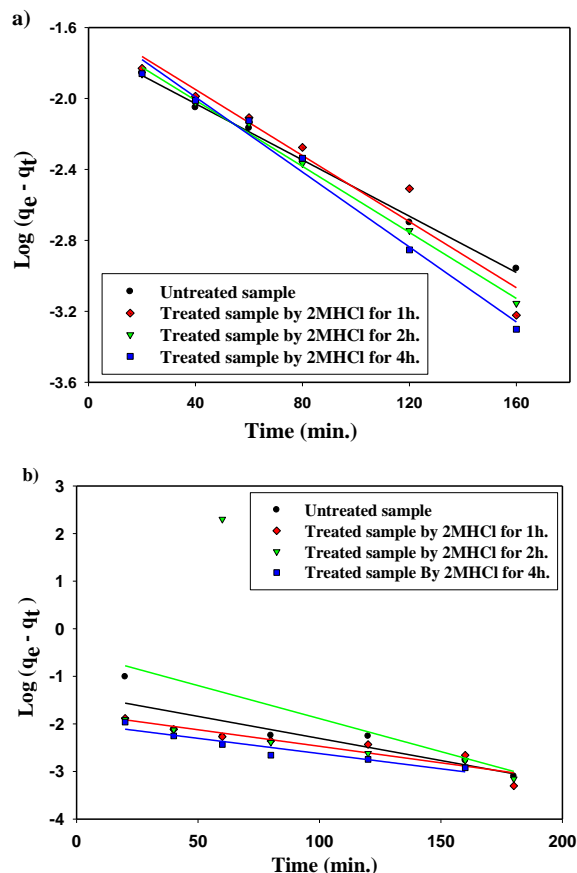 a)
-1.6
-2.0
-2.4
-2.8
-3.2
-3.6
Log (qe - qt)
Untreated sample
Treated sample by 2MHCl for 1h.
Treated sample by 2MHCl for 2h.
Treated sample by 2MHCl for 4h.
0 40 80 120 160
Time (min.)
b)
3
2
1
0
-1
-2
-3
-4
Log (qe - qt )
Untreated sample
Treated sample by 2MHCl for 1h.
Treated sample by 2MHCl for 2h.
Treated sample By 2MHCl for 4h.
0 50 100 150 200
Time (min.)